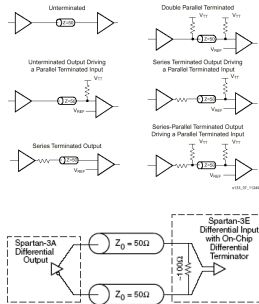 Unterminated
Z=50
Double Parallel Terminated
VTT
VTT
Z=50
VREF
Unterminated Output Driving
a Parallel Terminated Input
VTT
Z=50
VREF
Series Terminated Output Driving
a Parallel Terminated Input
VTT
Z=50
VREF
Series Terminated Output
Z=50
VREF
Series-Parallel Terminated Output
Driving a Parallel Terminated Input
VTT
VTT
Z=50
VREF
Spartan-3A
Differential
Output
Z0 = 50Ω
Z0 = 50Ω
~100Ω
Spartan-3E
Differential Input
with On-Chip
Differential
Terminator